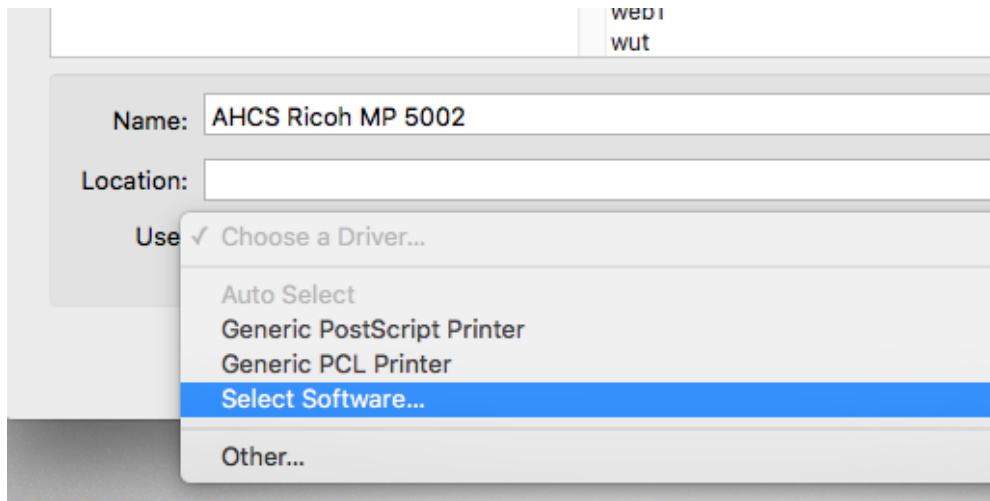 web1
wut
Name: AHCS Ricoh MP 5002
Location:
Use ✓ Choose a Driver...
Auto Select
Generic PostScript Printer
Generic PCL Printer
Select Software...
Other...